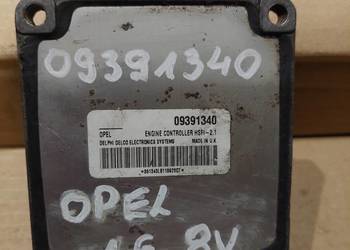 09391340
09391340
OPEL ENGINE CONTROLLER HSFI-2.1
DELPHI DELCO ELECTRONICS SYSTEMS MADE IN U.K
OPEL
1.6 8V